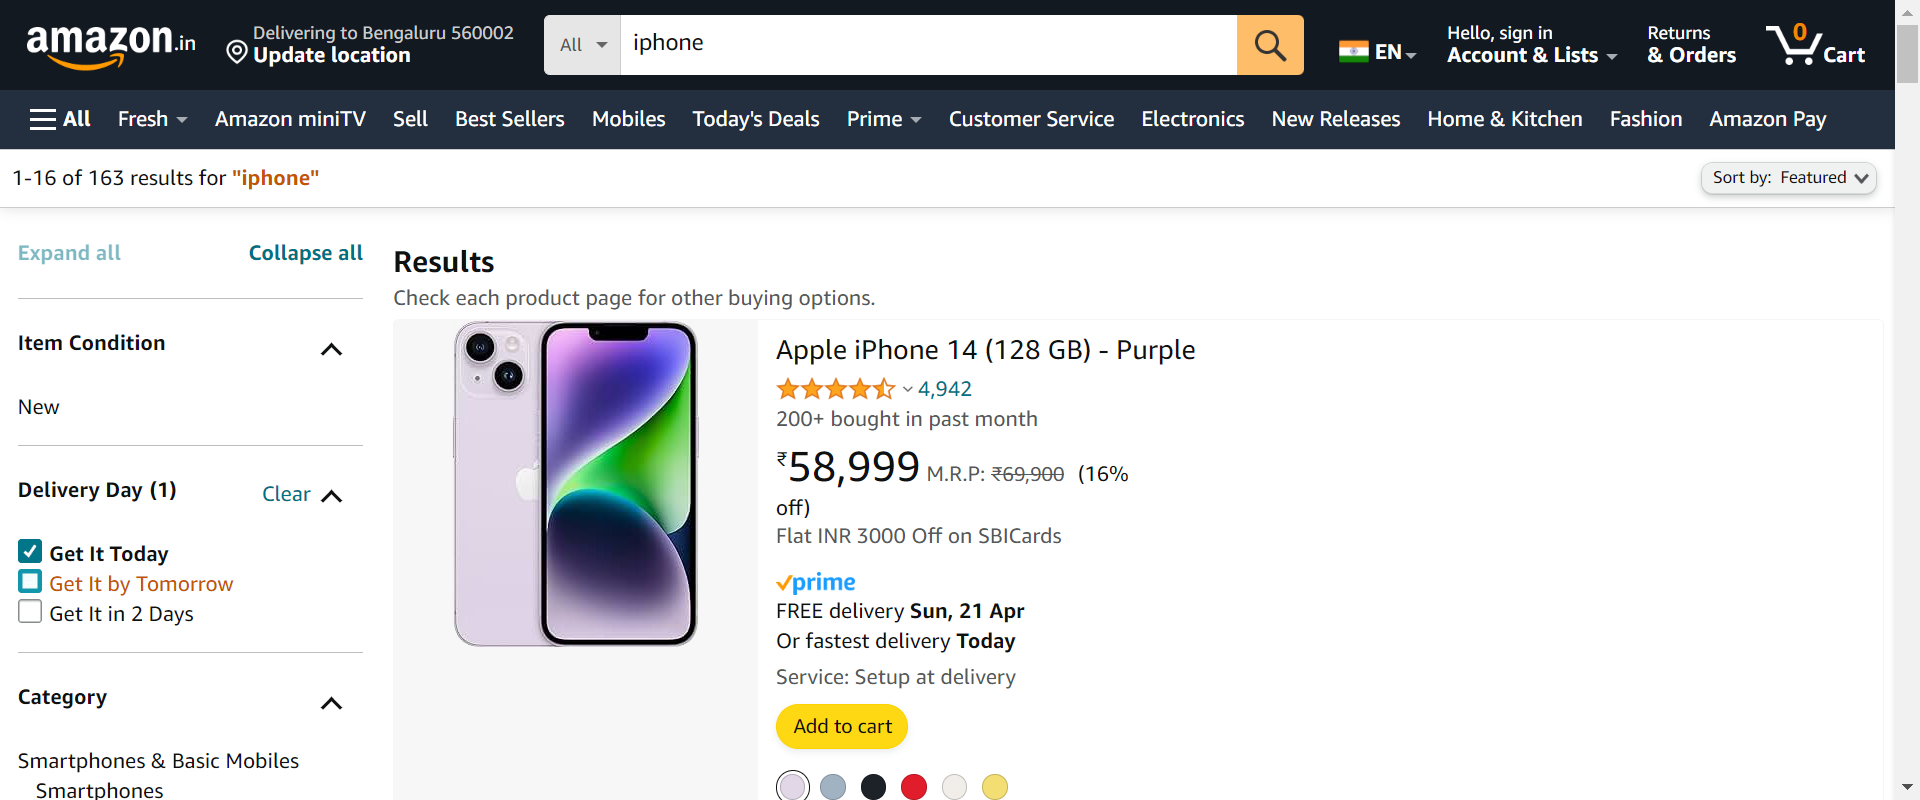 amazon.in
Delivering to Bengaluru 560002
Update location
All
iphone
EN
Hello, sign in
Account & Lists
Returns
& Orders
0
Cart
All
Fresh
Amazon miniTV
Sell
Best Sellers
Mobiles
Today's Deals
Prime
Customer Service
Electronics
New Releases
Home & Kitchen
Fashion
Amazon Pay
1-16 of 163 results for "iphone"
Sort by: Featured
Expand all
Collapse all
Item Condition
New
Delivery Day (1)
Clear
Get It Today
Get It by Tomorrow
Get It in 2 Days
Category
Smartphones & Basic Mobiles
Smartphones
Results
Check each product page for other buying options.
Apple iPhone 14 (128 GB) - Purple
4,942
200+ bought in past month
₹58,999 M.R.P: ₹69,900 (16%
off)
Flat INR 3000 Off on SBICards
prime
FREE delivery Sun, 21 Apr
Or fastest delivery Today
Service: Setup at delivery
Add to cart